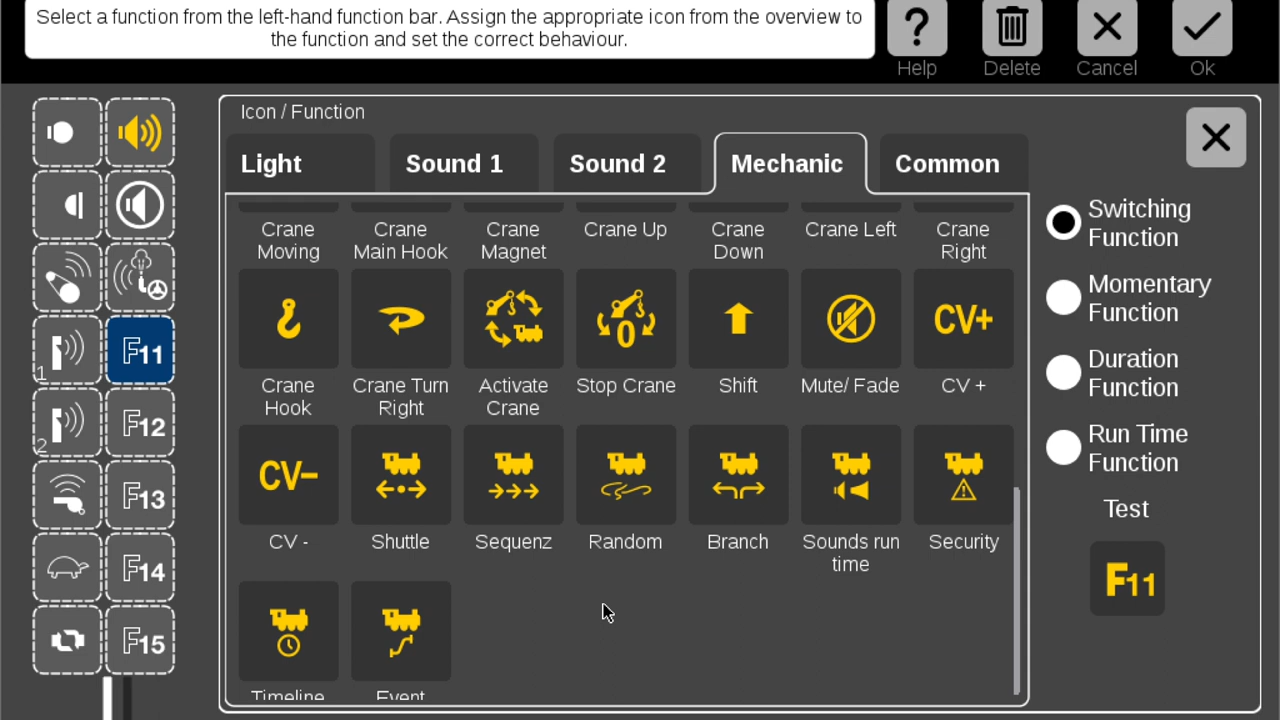 Select a function from the left-hand function bar. Assign the appropriate icon from the overview to
the function and set the correct behaviour.
Help
Delete
Cancel
Ok
Icon / Function
Light
Sound 1
Sound 2
Mechanic
Common
Crane
Moving
Crane
Main Hook
Crane
Magnet
Crane Up
Crane
Down
Crane Left
Crane
Right
0
CV+
Crane
Hook
Crane Turn
Right
Activate
Crane
Stop Crane
Shift
Mute/ Fade
CV +
CV–
CV -
Shuttle
Sequenz
Random
Branch
Sounds run
time
Security
Timeline
Event
1
2
F11
F12
F13
F14
F15
Switching
Function
Momentary
Function
Duration
Function
Run Time
Function
Test
F11